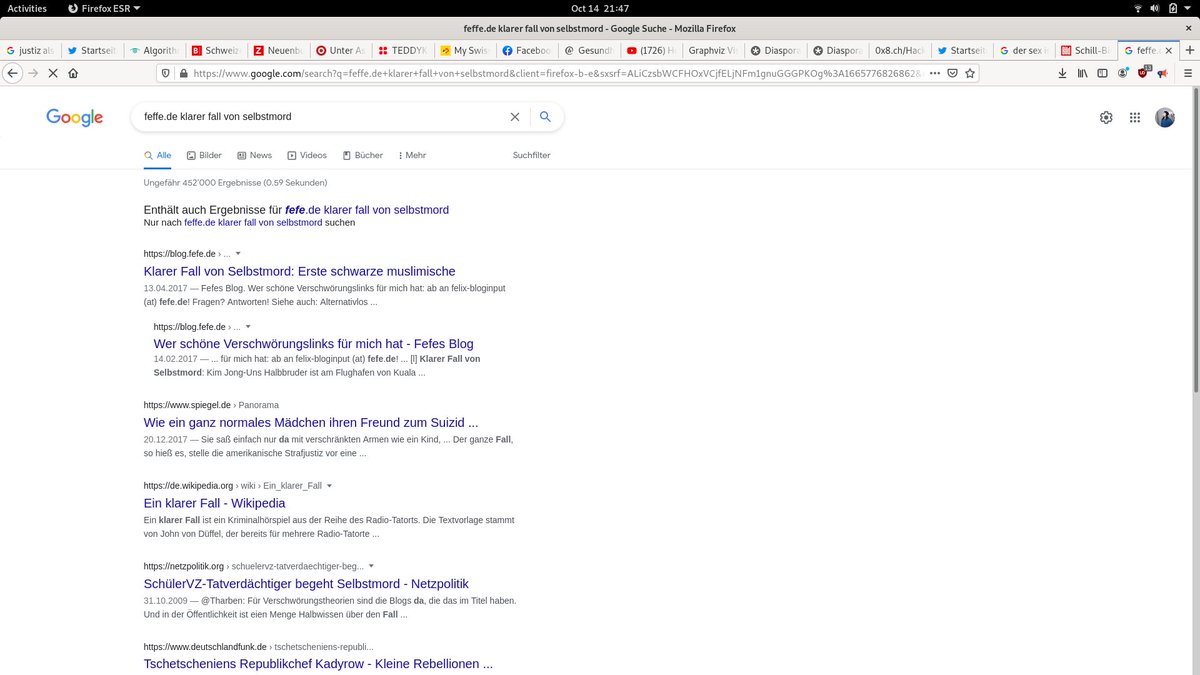 Activities Firefox ESR Oct 14 21:47
feffe.de klarer fall von selbstmord - Google Suche - Mozilla Firefox
justiz als Startseit Algorithm Schweiz Neuenbu Unter As TEDDYK My Swis Faceboo Gesundh (1726) H Graphviz Vi Diaspora Diaspora 0x8.ch/Hacl Startseit der sex i Schill-Bl feffe.
https://www.google.com/search?q=feffe.de+klarer+fall+von+selbstmord&client=firefox-b-e&sxsrf=ALiCzsbWCFHOxVCjfELjNFm1gnuGGGPKOg%3A1665776826862&
Google feffe.de klarer fall von selbstmord
Alle Bilder News Videos Bücher Mehr Suchfilter
Ungefähr 452'000 Ergebnisse (0.59 Sekunden)
Enthält auch Ergebnisse für fefe.de klarer fall von selbstmord
Nur nach feffe.de klarer fall von selbstmord suchen
https://blog.fefe.de › ...
Klarer Fall von Selbstmord: Erste schwarze muslimische
13.04.2017 — Fefes Blog. Wer schöne Verschwörungslinks für mich hat: ab an felix-bloginput
(at) fefe.de! Fragen? Antworten! Siehe auch: Alternativlos ...
https://blog.fefe.de › ...
Wer schöne Verschwörungslinks für mich hat - Fefes Blog
14.02.2017 — ... für mich hat: ab an felix-bloginput (at) fefe.de! ... [l] Klarer Fall von
Selbstmord: Kim Jong-Uns Halbbruder ist am Flughafen von Kuala ...
https://www.spiegel.de › Panorama
Wie ein ganz normales Mädchen ihren Freund zum Suizid ...
20.12.2017 — Sie saß einfach nur da mit verschränkten Armen wie ein Kind, ... Der ganze Fall,
so hieß es, stelle die amerikanische Strafjustiz vor eine ...
https://de.wikipedia.org › wiki › Ein_klarer_Fall
Ein klarer Fall - Wikipedia
Ein klarer Fall ist ein Kriminalhörspiel aus der Reihe des Radio-Tatorts. Die Textvorlage stammt
von John von Düffel, der bereits für mehrere Radio-Tatorte ...
https://netzpolitik.org › schuelervz-tatverdaechtiger-beg...
SchülerVZ-Tatverdächtiger begeht Selbstmord - Netzpolitik
31.10.2009 — @Tharben: Für Verschwörungstheorien sind die Blogs da, die das im Titel haben.
Und in der Öffentlichkeit ist eien Menge Halbwissen über den Fall ...
https://www.deutschlandfunk.de › tschetscheniens-republi...
Tschetscheniens Republikchef Kadyrow - Kleine Rebellionen ...